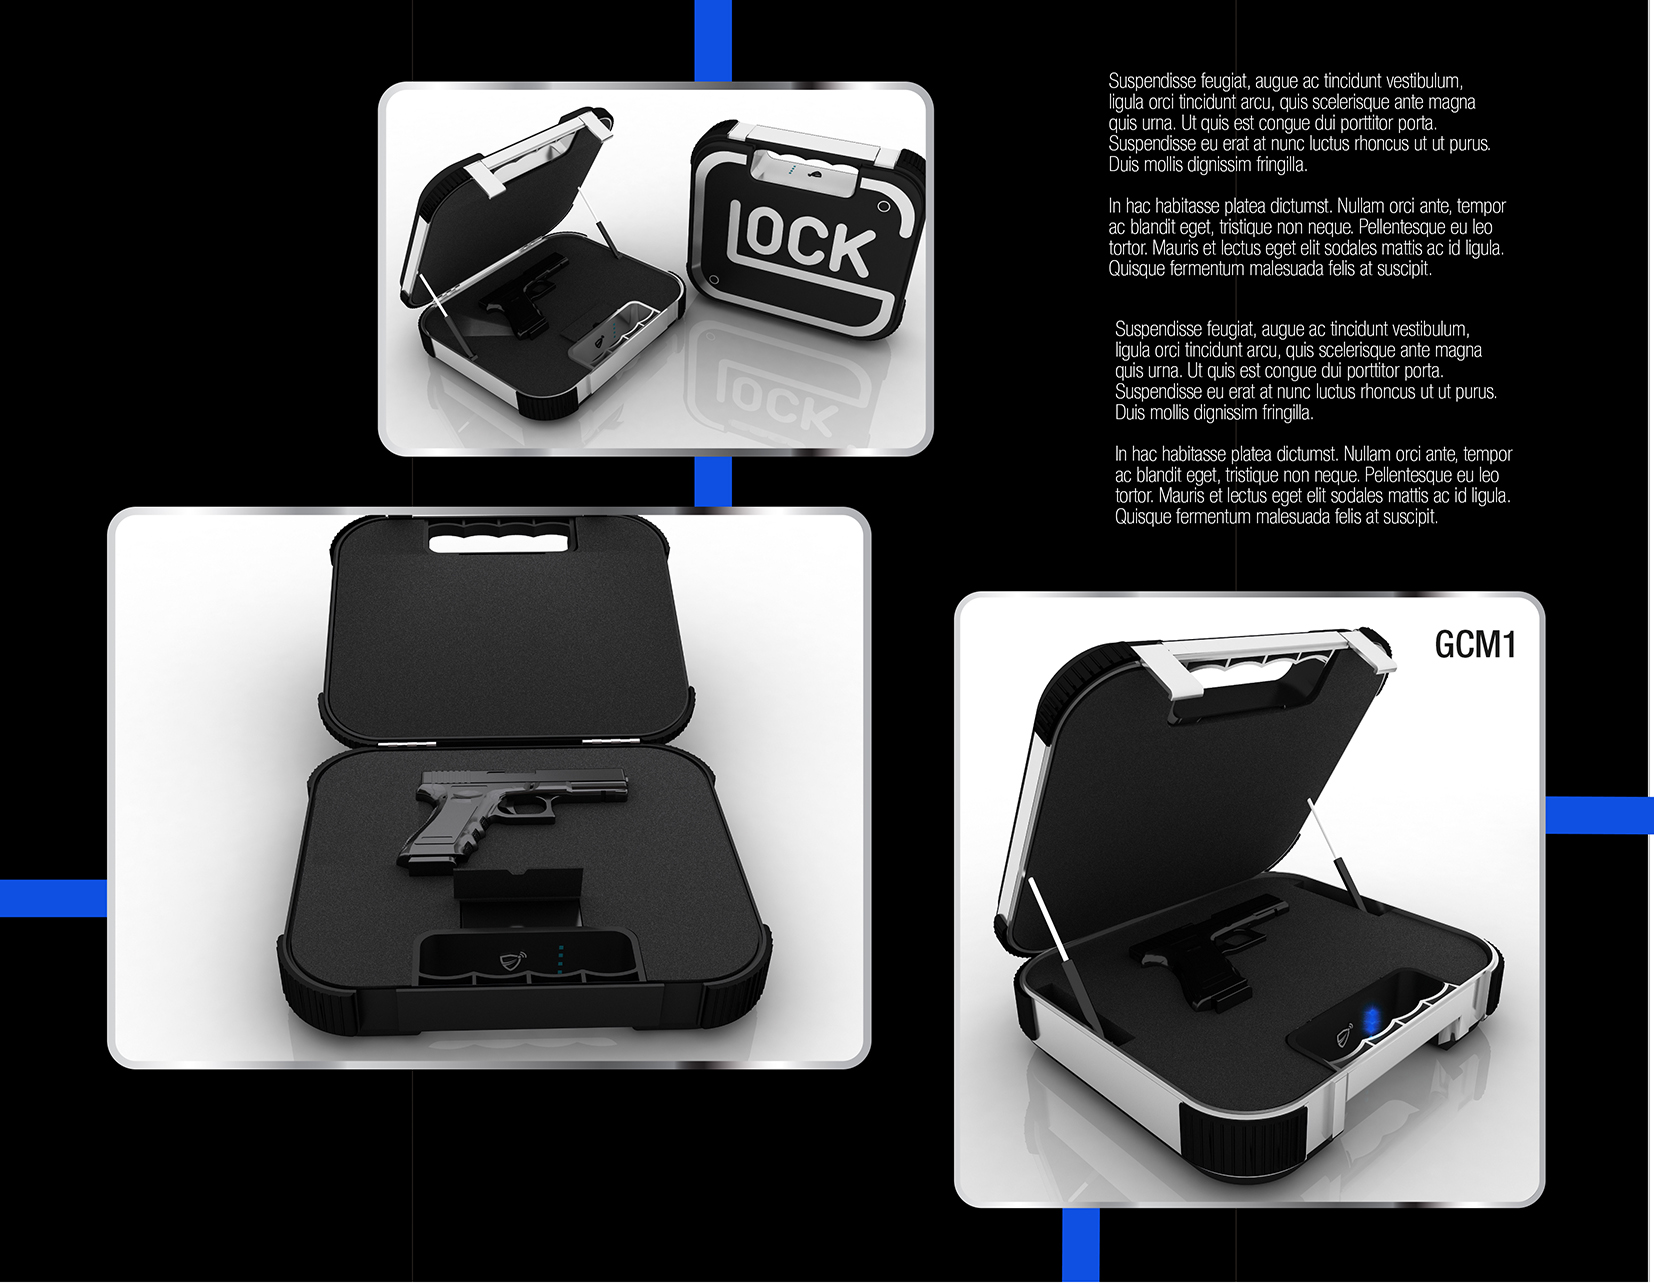 GLOCK
LOCK
Suspendisse feugiat, augue ac tincidunt vestibulum,
ligula orci tincidunt arcu, quis scelerisque ante magna
quis urna. Ut quis est congue dui porttitor porta.
Suspendisse eu erat at nunc luctus rhoncus ut ut purus.
Duis mollis dignissim fringilla.
In hac habitasse platea dictumst. Nullam orci ante, tempor
ac blandit eget, tristique non neque. Pellentesque eu leo
tortor. Mauris et lectus eget elit sodales mattis ac id ligula.
Quisque fermentum malesuada felis at suscipit.
Suspendisse feugiat, augue ac tincidunt vestibulum,
ligula orci tincidunt arcu, quis scelerisque ante magna
quis urna. Ut quis est congue dui porttitor porta.
Suspendisse eu erat at nunc luctus rhoncus ut ut purus.
Duis mollis dignissim fringilla.
In hac habitasse platea dictumst. Nullam orci ante, tempor
ac blandit eget, tristique non neque. Pellentesque eu leo
tortor. Mauris et lectus eget elit sodales mattis ac id ligula.
Quisque fermentum malesuada felis at suscipit.
GCM1